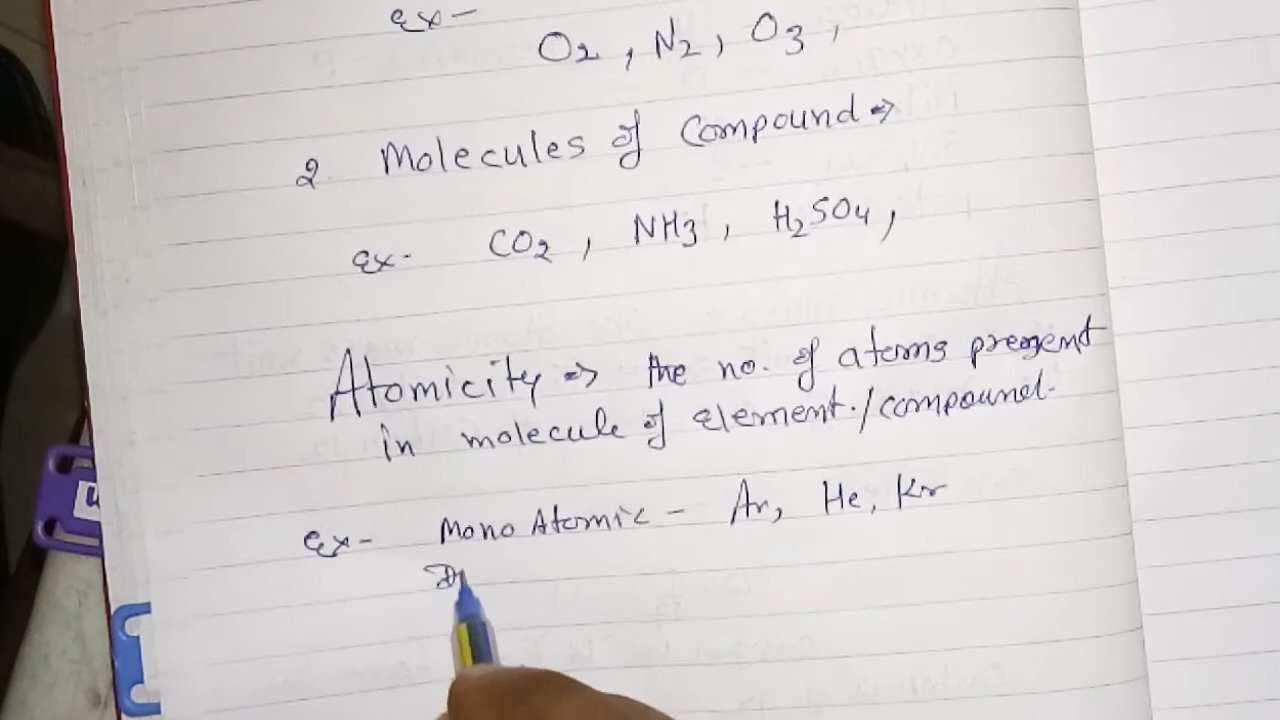 Ex-
O2, N2, O3,
2. Molecules of Compound ⇒
Ex- CO2, NH3, H2SO4,
Atomicity ⇒ the no. of atoms present
in molecule of element./compound.
Ex- Mono Atomic - Ar, He, Kr
Di